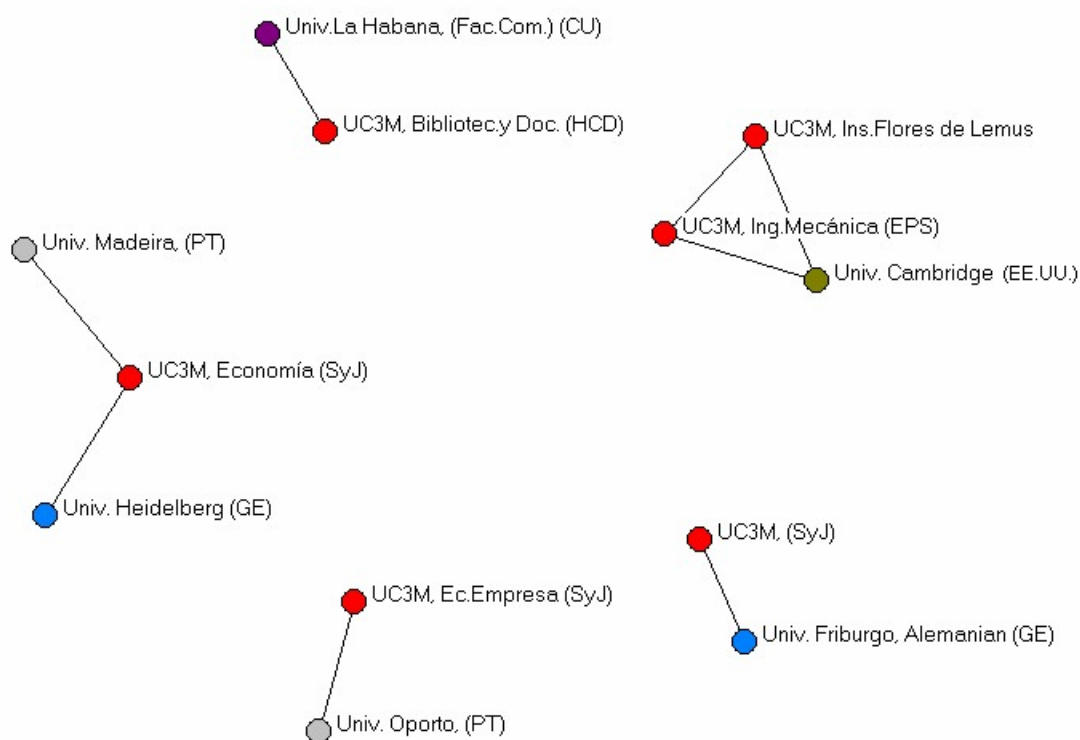 Univ.La Habana, (Fac.Com.) (CU)
UC3M, Bibliotec.y Doc. (HCD)
UC3M, Ins.Flores de Lemus
UC3M, Ing.Mecánica (EPS)
Univ. Madeira, (PT)
Univ. Cambridge (EE.UU.)
UC3M, Economía (SyJ)
Univ. Heidelberg (GE)
UC3M, (SyJ)
UC3M, Ec.Empresa (SyJ)
Univ. Friburgo, Alemanian (GE)
Univ. Oporto, (PT)